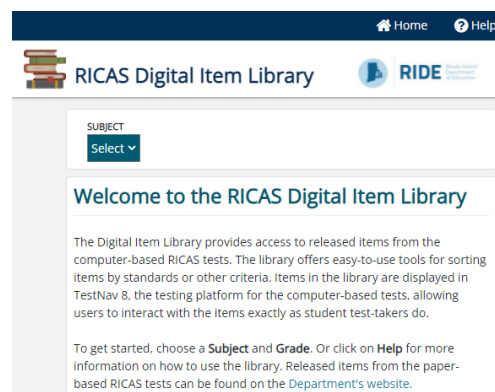 Home Help
RICAS Digital Item Library RIDE Rhode Island Department of Education
SUBJECT
Select
Welcome to the RICAS Digital Item Library
The Digital Item Library provides access to released items from the
computer-based RICAS tests. The library offers easy-to-use tools for sorting
items by standards or other criteria. Items in the library are displayed in
TestNav 8, the testing platform for the computer-based tests, allowing
users to interact with the items exactly as student test-takers do.
To get started, choose a Subject and Grade. Or click on Help for more
information on how to use the library. Released items from the paper-
based RICAS tests can be found on the Department's website.